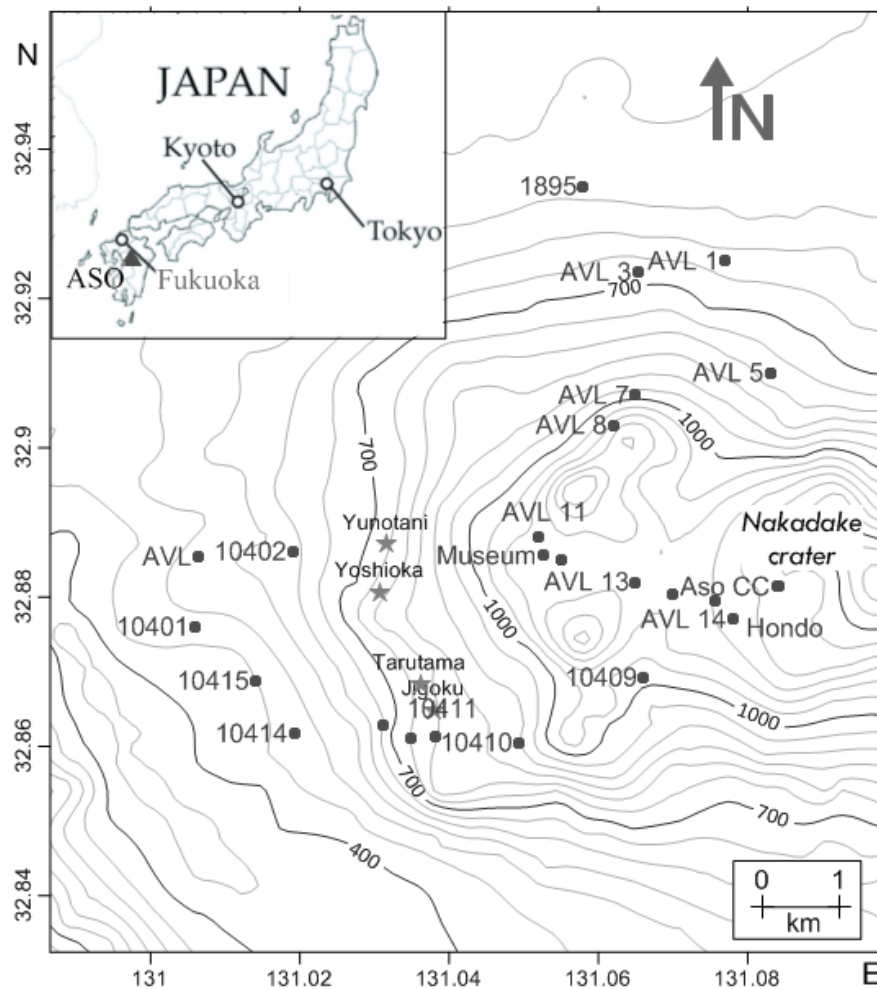 N
JAPAN
Kyoto
Tokyo
ASO
Fukuoka
N
32.94
32.92
32.9
32.88
32.86
32.84
1895
AVL 3
AVL 1
700
AVL 5
AVL 7
AVL 8
1000
700
AVL 11
Yunotani
Nakadake
crater
AVL
10402
Museum
Yoshioka
AVL 13
Aso CC
1000
AVL 14
Hondo
10401
Tarutama
10415
10409
Jigoku
10411
1000
10414
10410
700
700
400
0 1
km
131
131.02
131.04
131.06
131.08
E